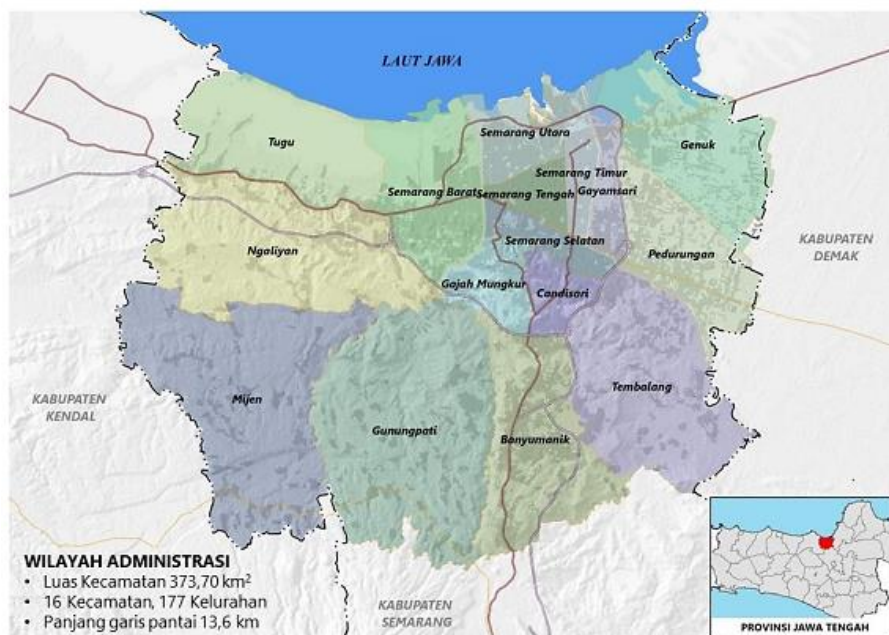 LAUT JAWA
Tugu
Semarang Utara
Genuk
Semarang Timur
Semarang Barat
Semarang Tengah
Gayamsari
Ngaliyan
Semarang Selatan
Pedurungan
KABUPATEN
DEMAK
Gajah Mungkur
Candisari
KABUPATEN
KENDAL
Mijen
Gunungpati
Banyumanik
Tembalang
WILAYAH ADMINISTRASI
• Luas Kecamatan 373,70 km²
• 16 Kecamatan, 177 Kelurahan
• Panjang garis pantai 13,6 km
KABUPATEN
SEMARANG
PROVINSI JAWA TENGAH